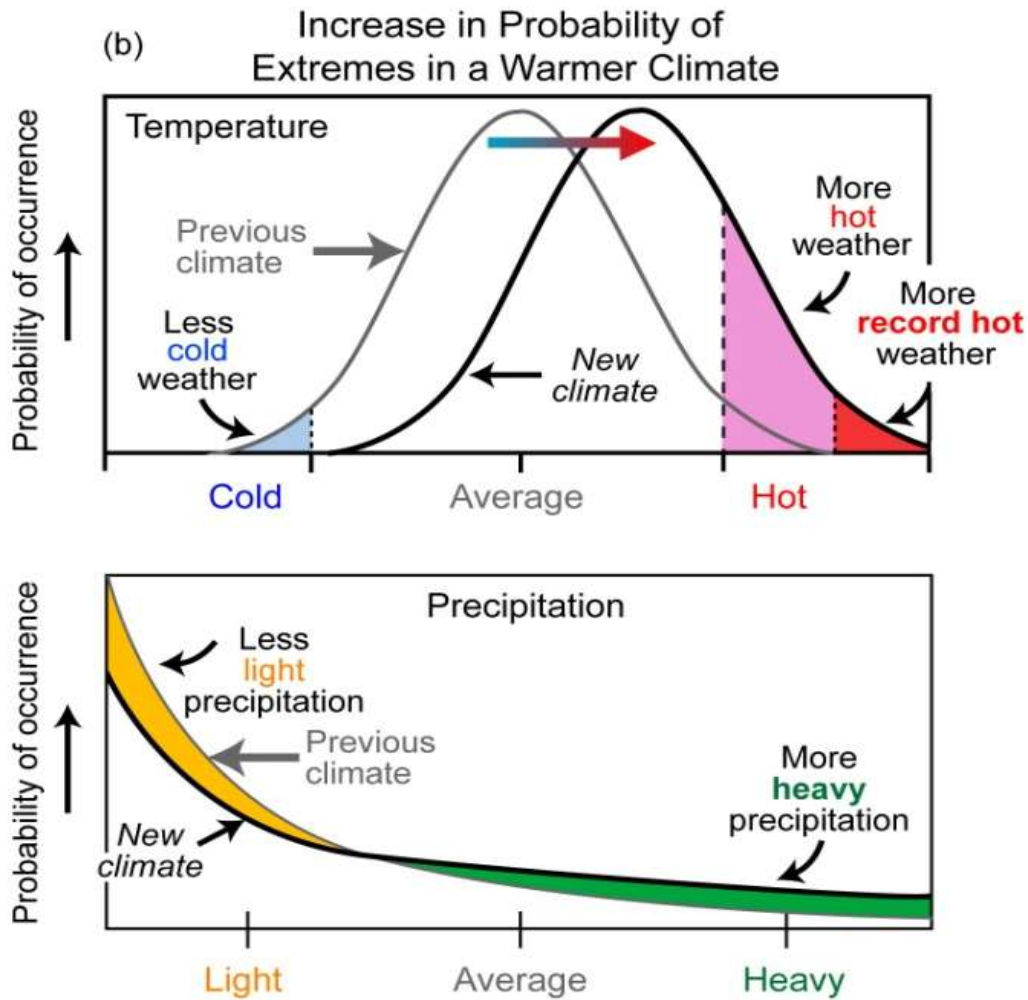 (b)
Increase in Probability of
Extremes in a Warmer Climate
Probability of occurrence
Temperature
Previous
climate
Less
cold
weather
New
climate
More
hot
weather
More
record hot
weather
Cold
Average
Hot
Probability of occurrence
Precipitation
Less
light
precipitation
Previous
climate
New
climate
More
heavy
precipitation
Light
Average
Heavy